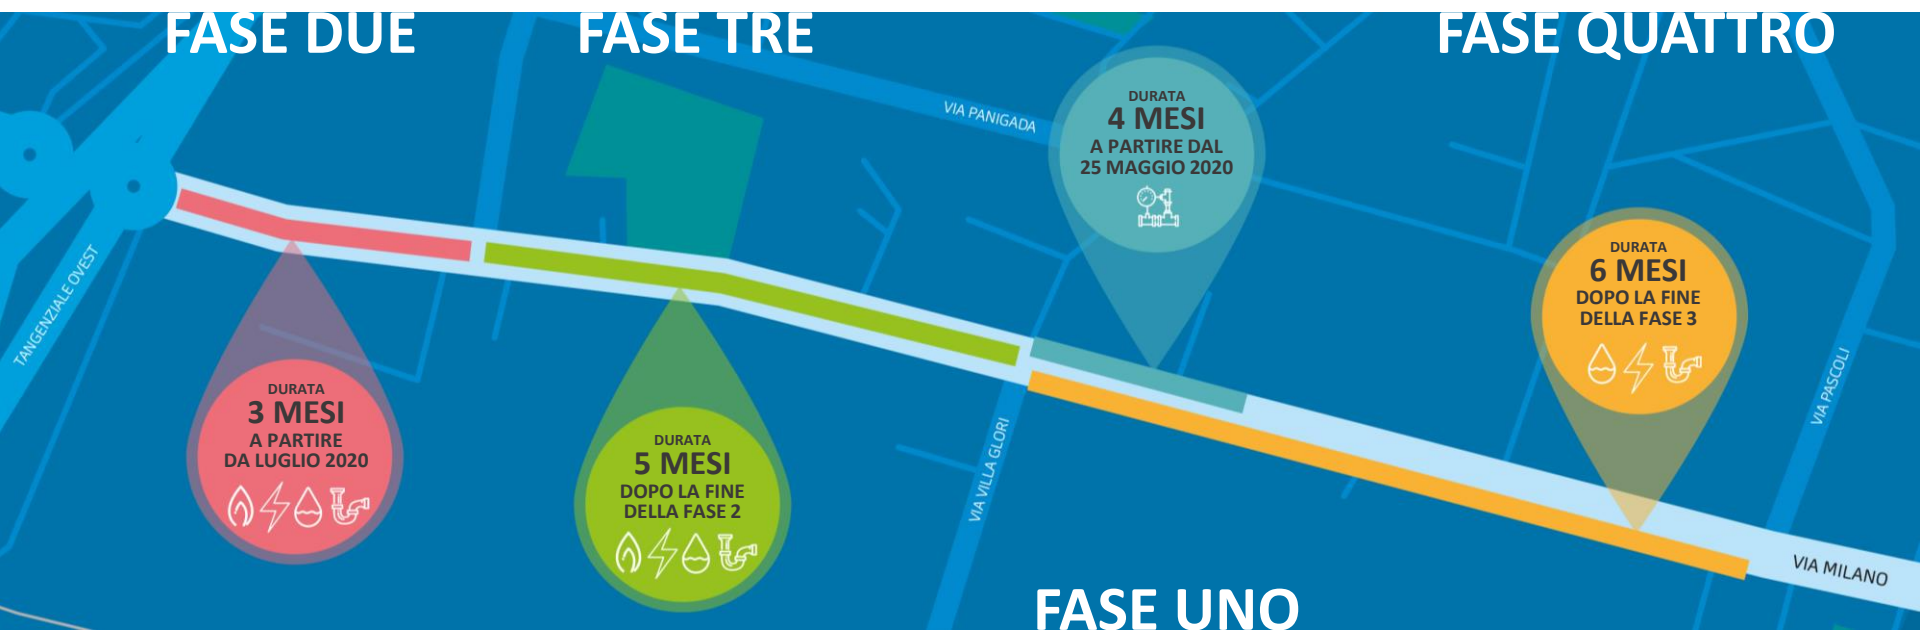 FASE DUE
FASE TRE
FASE QUATTRO
VIA PANIGADA
DURATA
4 MESI
A PARTIRE DAL
25 MAGGIO 2020
TANGENZIALE OVEST
DURATA
6 MESI
DOPO LA FINE
DELLA FASE 3
DURATA
3 MESI
A PARTIRE
DA LUGLIO 2020
DURATA
5 MESI
DOPO LA FINE
DELLA FASE 2
VIA VILLA GLORI
VIA PASCOLI
VIA MILANO
FASE UNO